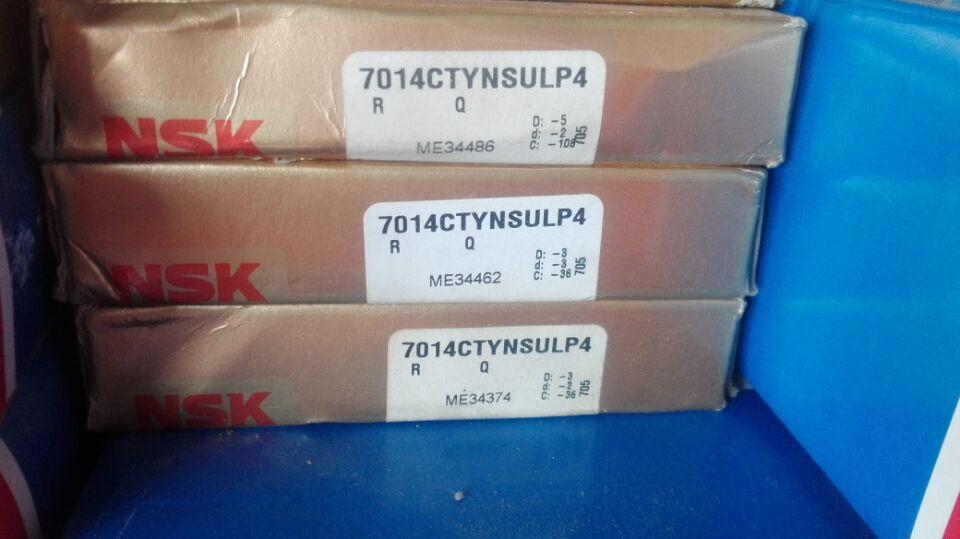 7014CTYNSULP4
R Q
D: -5
d: -2
C: -108
705
ME34486
NSK
7014CTYNSULP4
R Q
D: -3
d: -3
C: -36
705
ME34462
NSK
7014CTYNSULP4
R Q
D: -3
d: -2
C: -36
705
ME34374
NSK